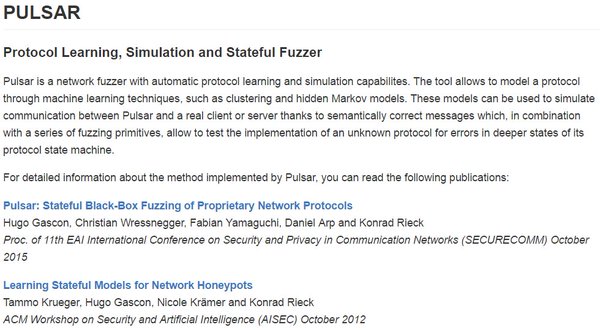 PULSAR
Protocol Learning, Simulation and Stateful Fuzzer
Pulsar is a network fuzzer with automatic protocol learning and simulation capabilites. The tool allows to model a protocol
through machine learning techniques, such as clustering and hidden Markov models. These models can be used to simulate
communication between Pulsar and a real client or server thanks to semantically correct messages which, in combination
with a series of fuzzing primitives, allow to test the implementation of an unknown protocol for errors in deeper states of its
protocol state machine.
For detailed information about the method implemented by Pulsar, you can read the following publications:
Pulsar: Stateful Black-Box Fuzzing of Proprietary Network Protocols
Hugo Gascon, Christian Wressnegger, Fabian Yamaguchi, Daniel Arp and Konrad Rieck
Proc. of 11th EAI International Conference on Security and Privacy in Communication Networks (SECURECOMM) October
2015
Learning Stateful Models for Network Honeypots
Tammo Krueger, Hugo Gascon, Nicole Krämer and Konrad Rieck
ACM Workshop on Security and Artificial Intelligence (AISEC) October 2012